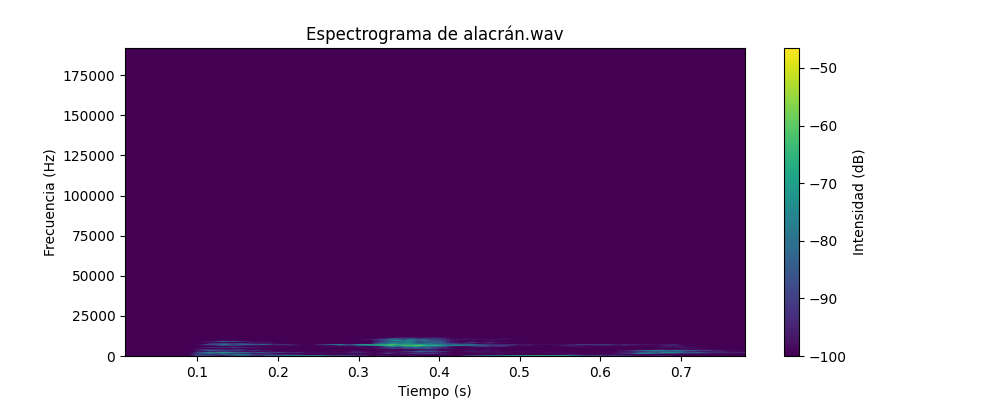 Espectrograma de alacrán.wav
Frecuencia (Hz)
175000
150000
125000
100000
75000
50000
25000
0
0.1 0.2 0.3 0.4 0.5 0.6 0.7
Tiempo (s)
−50
−60
−70
−80
−90
−100
Intensidad (dB)